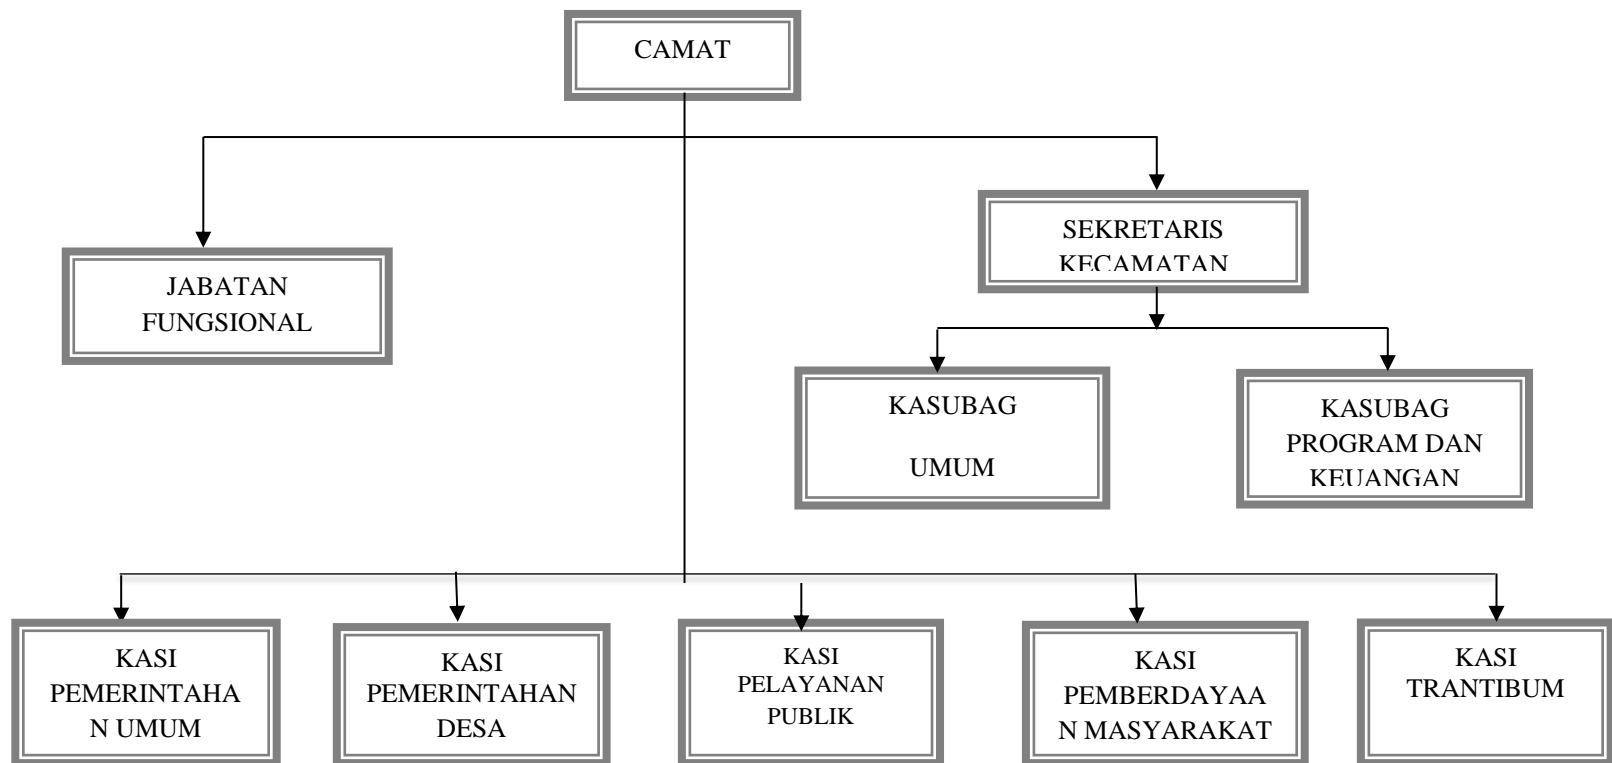 CAMAT
SEKRETARIS
KECAMATAN
JABATAN
FUNGSIONAL
KASUBAG
UMUM
KASUBAG
PROGRAM DAN
KEUANGAN
KASI
PEMERINTAHA
N UMUM
KASI
PEMERINTAHAN
DESA
KASI
PELAYANAN
PUBLIK
KASI
PEMBERDAYAA
N MASYARAKAT
KASI
TRANTIBUM